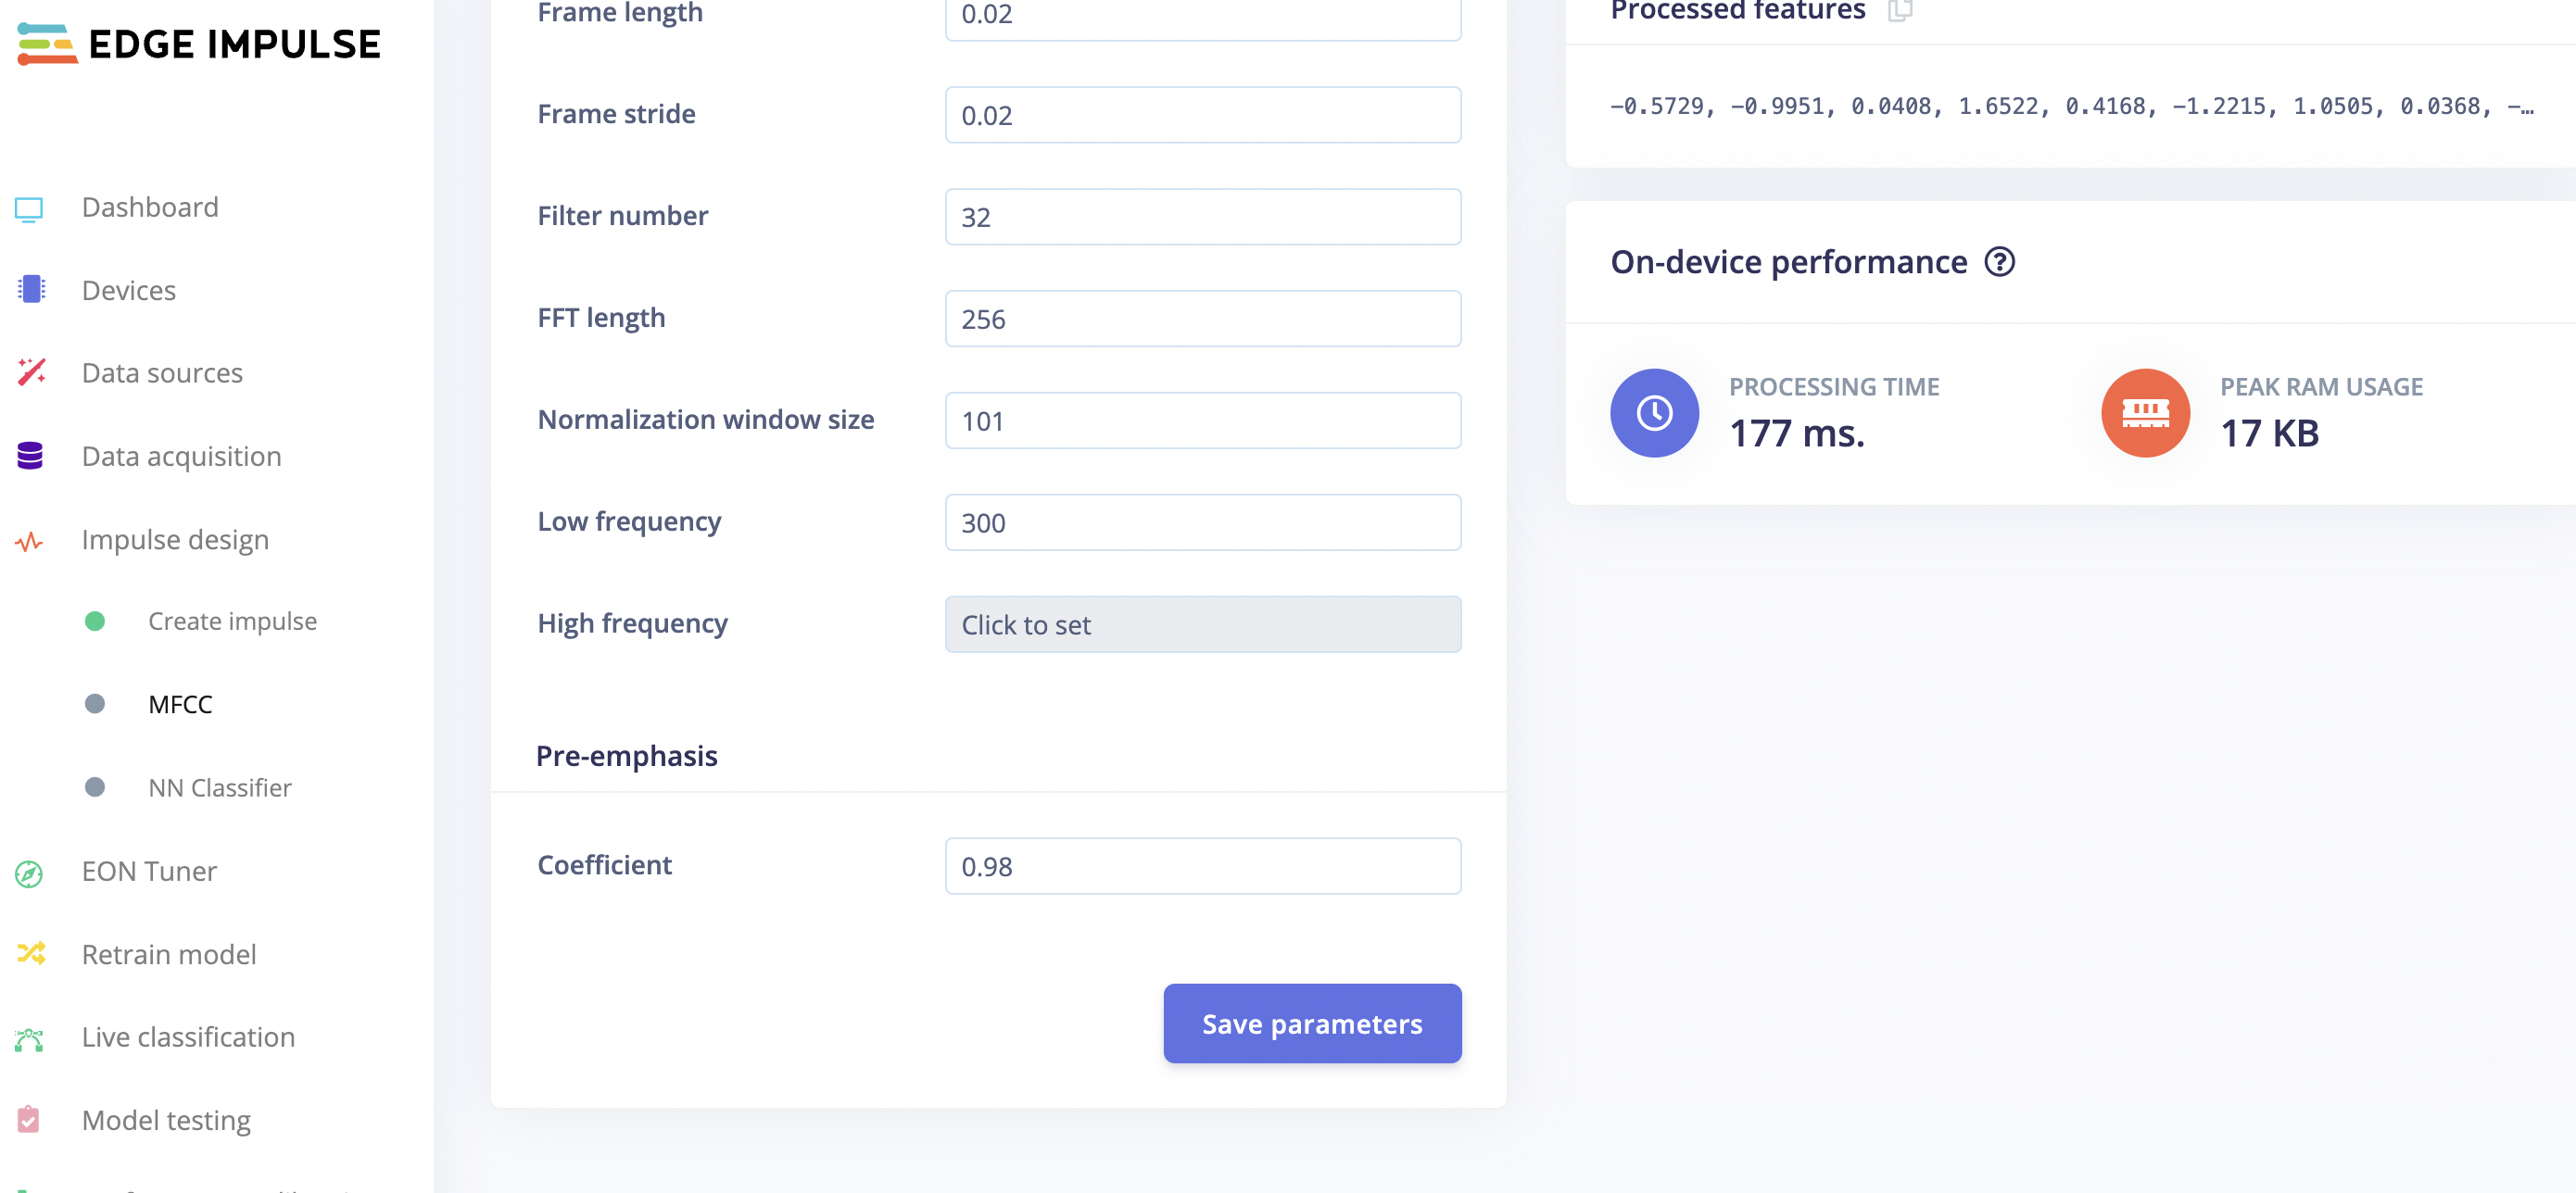 EDGE IMPULSE
Dashboard
Devices
Data sources
Data acquisition
Impulse design
Create impulse
MFCC
NN Classifier
EON Tuner
Retrain model
Live classification
Model testing
Frame length 0.02
Frame stride 0.02
Filter number 32
FFT length 256
Normalization window size 101
Low frequency 300
High frequency Click to set
Pre-emphasis
Coefficient 0.98
Save parameters
Processed features
-0.5729, -0.9951, 0.0408, 1.6522, 0.4168, -1.2215, 1.0505, 0.0368, -…
On-device performance
PROCESSING TIME
177 ms.
PEAK RAM USAGE
17 KB